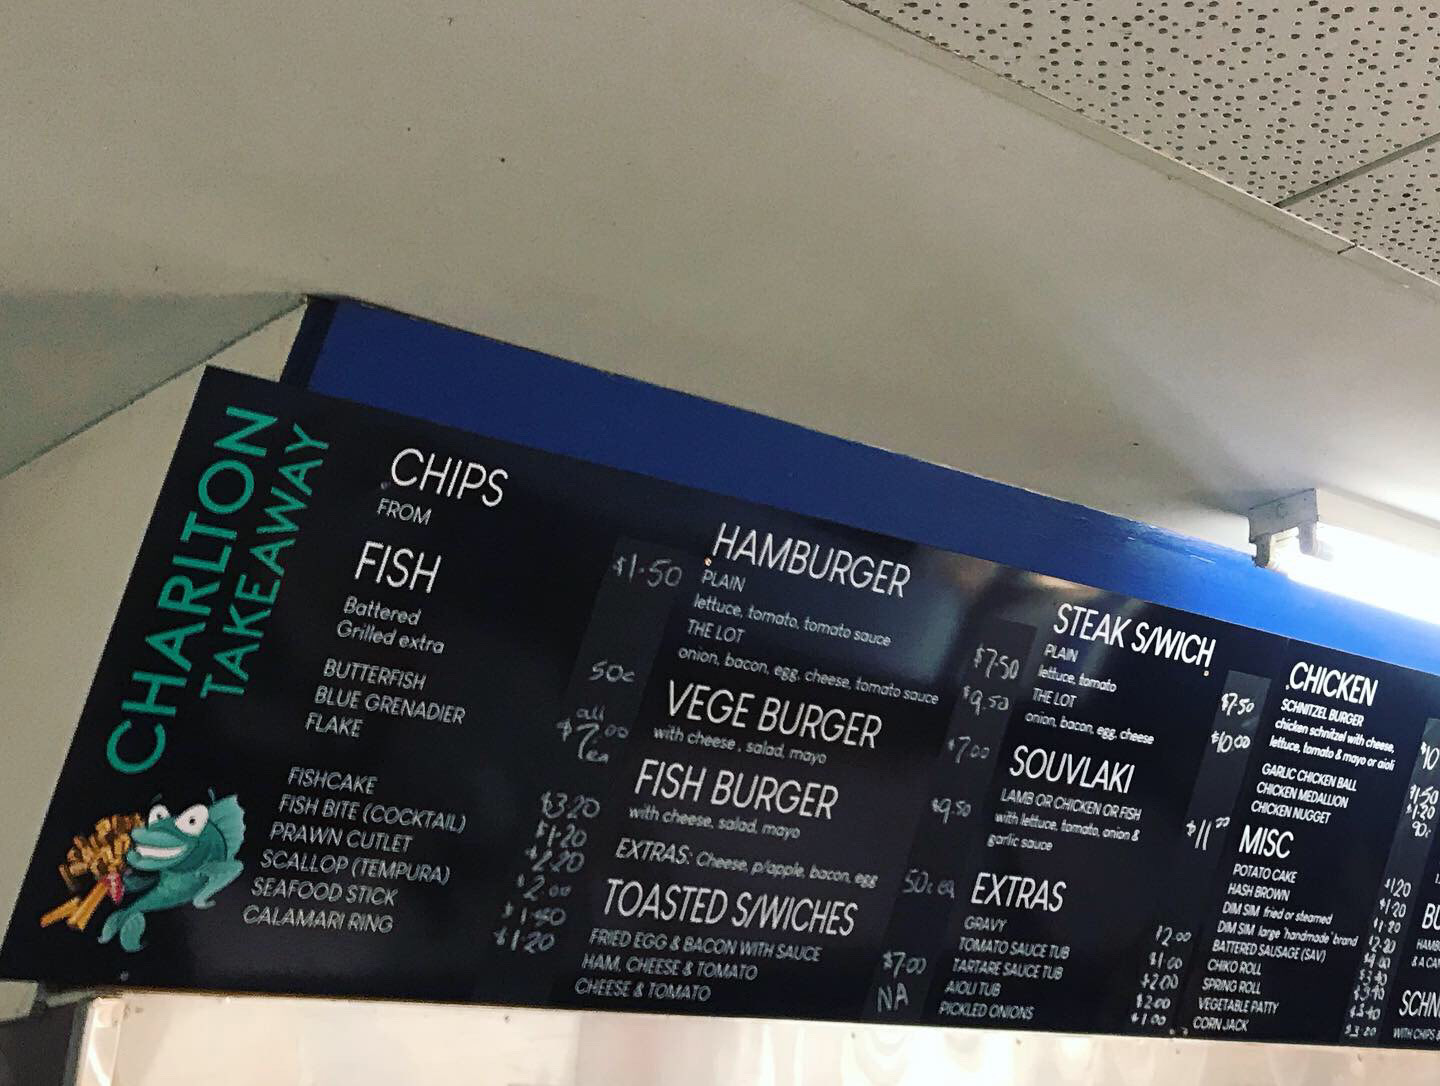 CHARLTON
TAKEAWAY
CHIPS
FROM $1.50
FISH
Battered
Grilled extra 50c
BUTTERFISH all
BLUE GRENADIER $7.00
FLAKE ea
FISHCAKE $3.20
FISH BITE (COCKTAIL) $1.20
PRAWN CUTLET $2.20
SCALLOP (TEMPURA) $2.00
SEAFOOD STICK
CALAMARI RING $1.20
HAMBURGER
PLAIN $7.50
lettuce, tomato, tomato sauce
THE LOT $9.50
onion, bacon, egg, cheese, tomato sauce
VEGE BURGER $7.00
with cheese, salad, mayo
FISH BURGER $9.50
with cheese, salad, mayo
EXTRAS: Cheese, p/apple, bacon, egg 50c ea
TOASTED S/WICHES
FRIED EGG & BACON WITH SAUCE $7.00
HAM, CHEESE & TOMATO NA
CHEESE & TOMATO
STEAK S/WICH
PLAIN $7.50
lettuce, tomato
THE LOT $10.00
onion, bacon, egg, cheese
SOUVLAKI
LAMB OR CHICKEN OR FISH $11.00
with lettuce, tomato, onion &
garlic sauce
EXTRAS
GRAVY $2.00
TOMATO SAUCE TUB $1.00
TARTARE SAUCE TUB $2.00
AIOLI TUB $2.00
PICKLED ONIONS $1.00
CHICKEN
SCHNITZEL BURGER $10
chicken schnitzel with cheese,
lettuce, tomato & mayo or aioli
GARLIC CHICKEN BALL $1.50
CHICKEN MEDALLION $1.20
CHICKEN NUGGET 90c
MISC
POTATO CAKE $1.20
HASH BROWN $1.20
DIM SIM fried or steamed $1.20
DIM SIM large 'handmade' brand $2.20
BATTERED SAUSAGE (SAV)
CHIKO ROLL
SPRING ROLL
VEGETABLE PATTY
CORN JACK
BU
HAMB
& A CAN
SCHNI
WITH CHIPS &